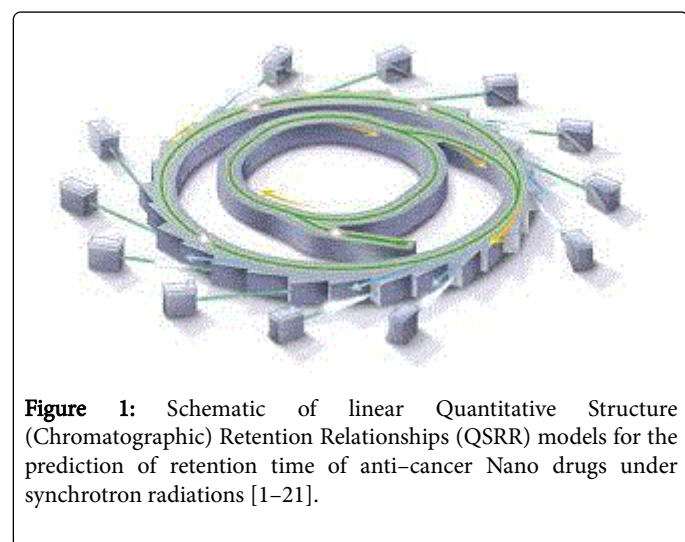 Figure 1: Schematic of linear Quantitative Structure
(Chromatographic) Retention Relationships (QSRR) models for the
prediction of retention time of anti–cancer Nano drugs under
synchrotron radiations [1–21].